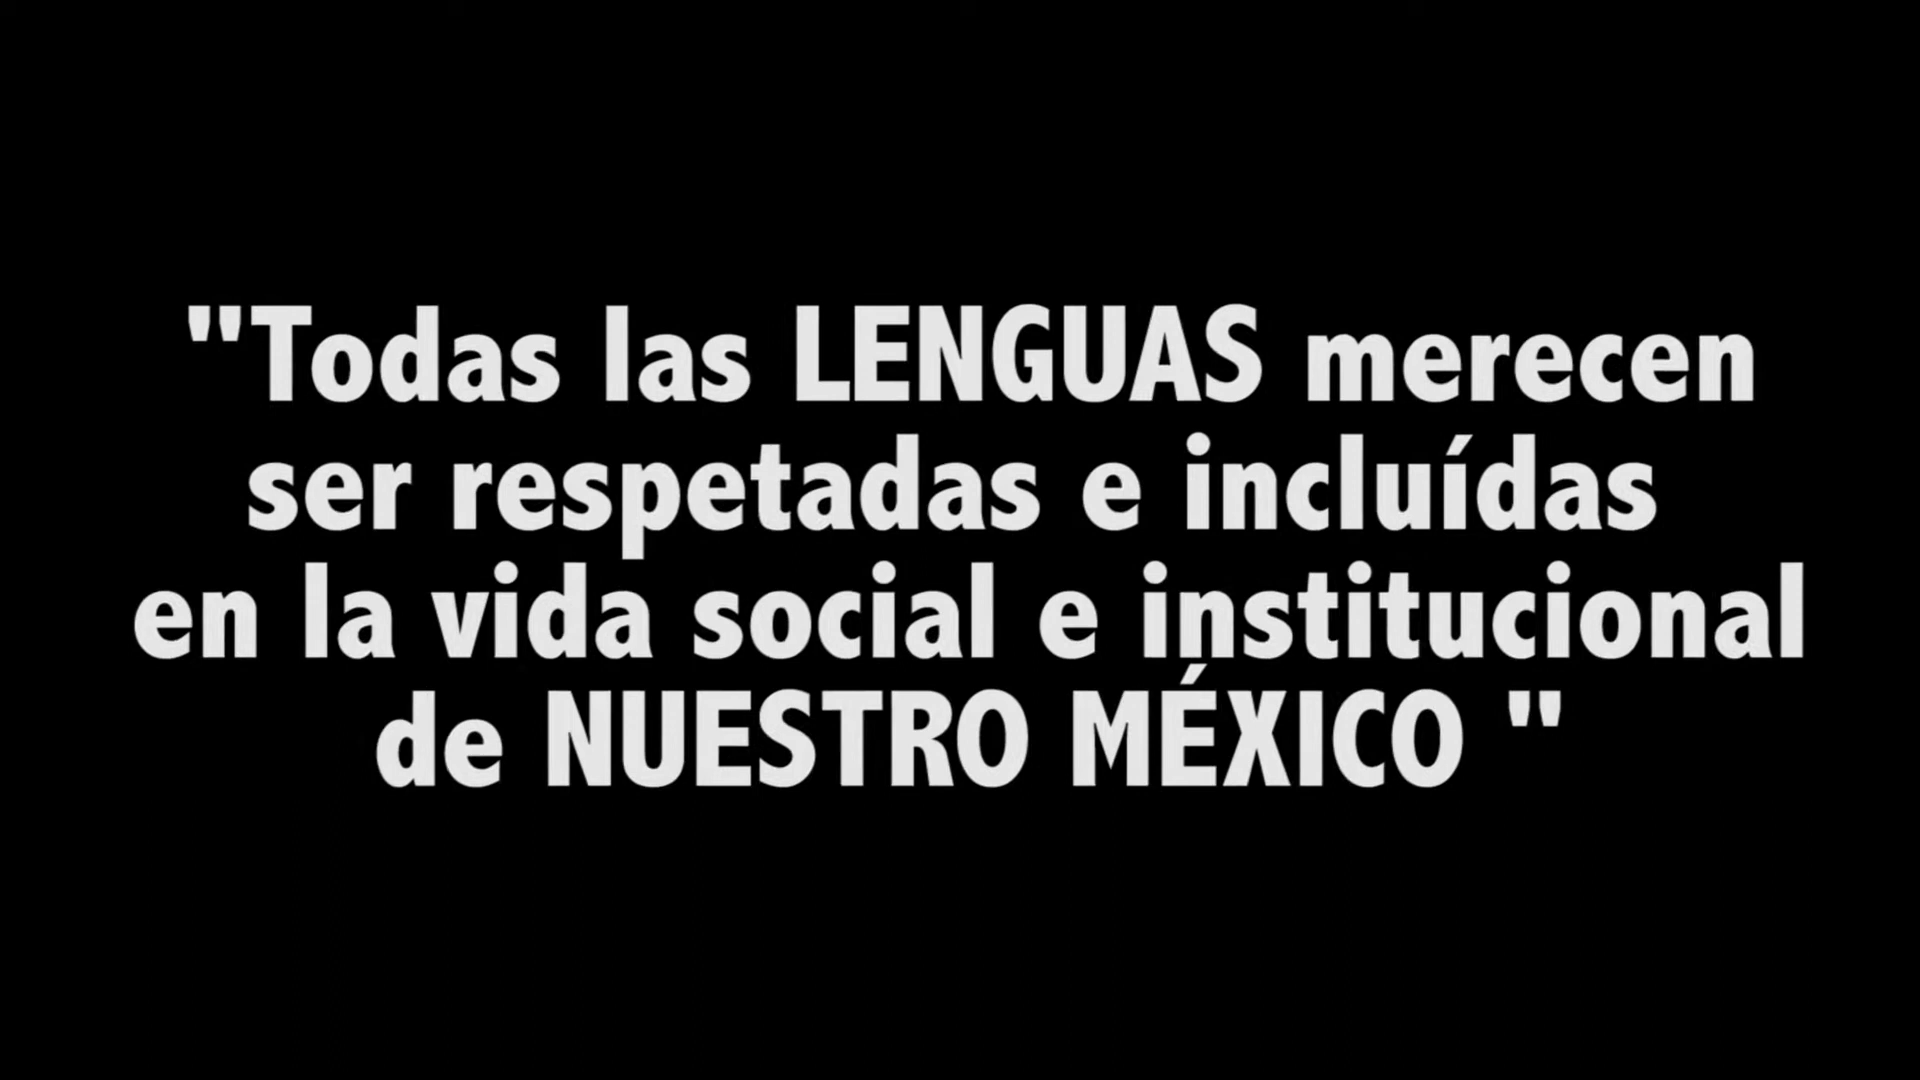 "Todas las LENGUAS merecen
ser respetadas e incluídas
en la vida social e institucional
de NUESTRO MÉXICO "